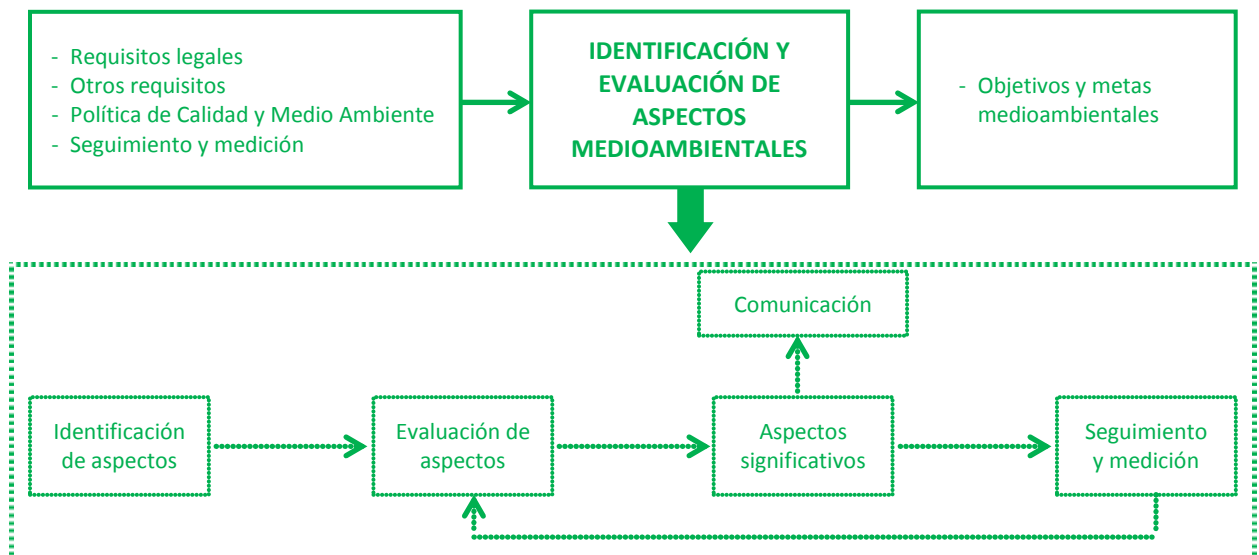 - Requisitos legales
- Otros requisitos
- Política de Calidad y Medio Ambiente
- Seguimiento y medición
IDENTIFICACIÓN Y
EVALUACIÓN DE
ASPECTOS
MEDIOAMBIENTALES
- Objetivos y metas
medioambientales
Comunicación
Identificación
de aspectos
Evaluación de
aspectos
Aspectos
significativos
Seguimiento
y medición